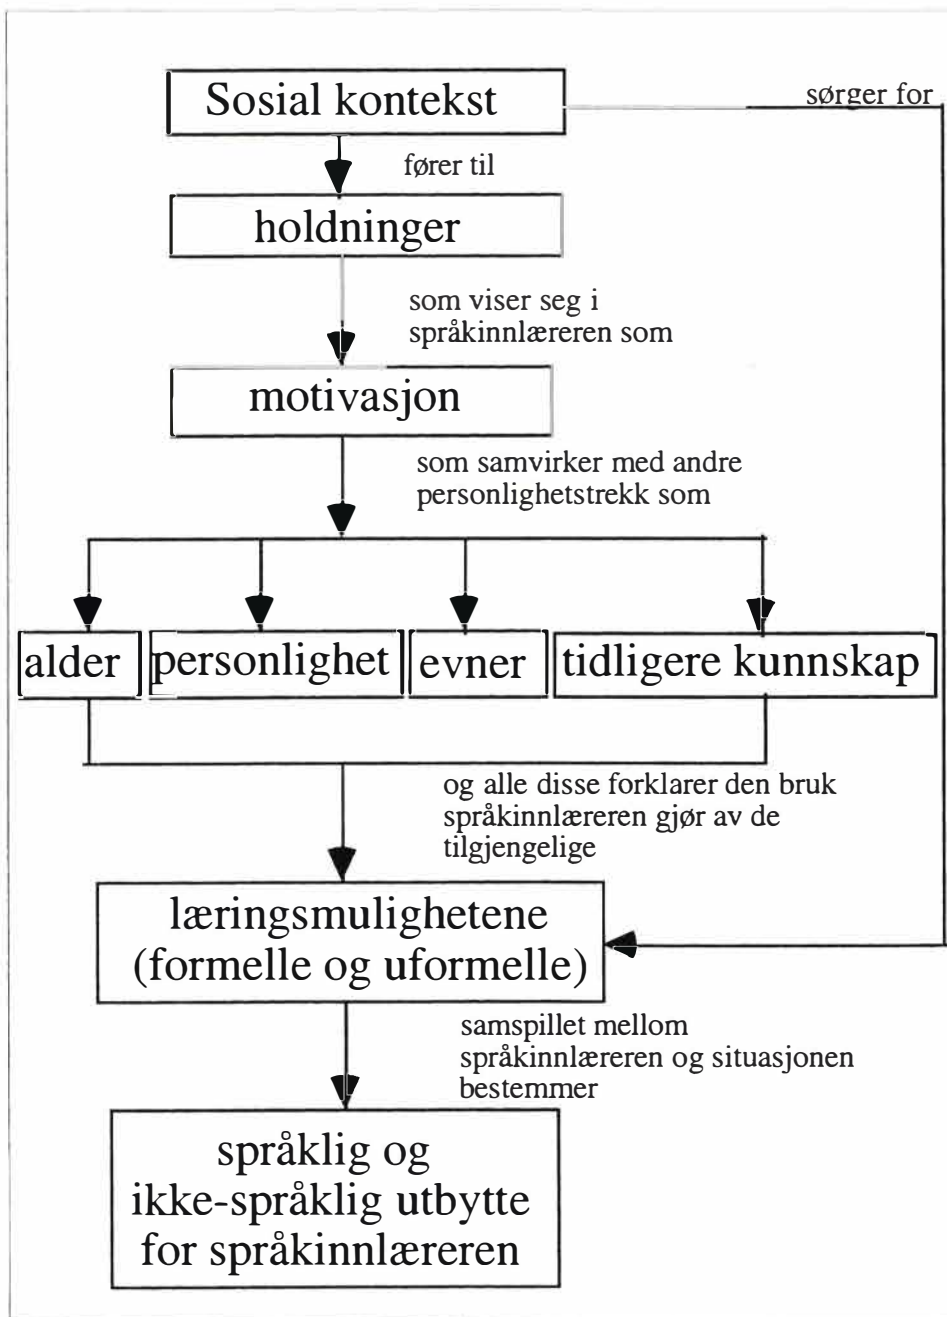 Sosial kontekst
sørger for
fører til
holdninger
som viser seg i
språkinnlæreren som
motivasjon
som samvirker med andre
personlighetstrekk som
alder
personlighet
evner
tidligere kunnskap
og alle disse forklarer den bruk
språkinnlæreren gjør av de
tilgjengelige
læringsmulighetene
(formelle og uformelle)
samspillet mellom
språkinnlæreren og situasjonen
bestemmer
språklig og
ikke-språklig utbytte
for språkinnlæreren